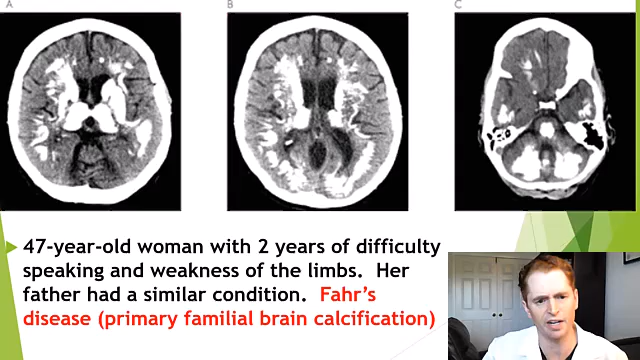 A
B
C
47-year-old woman with 2 years of difficulty
speaking and weakness of the limbs.  Her
father had a similar condition.  Fahr's
disease (primary familial brain calcification)